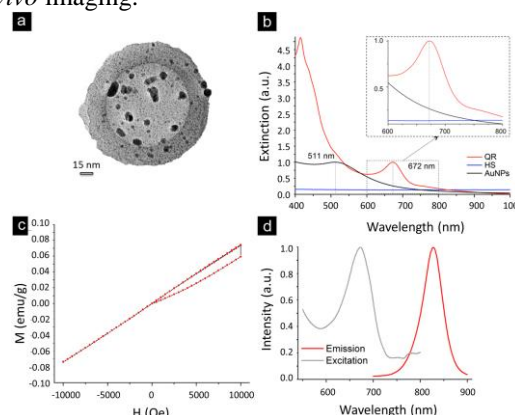 vivo imaging.
a
15 nm
b
Extinction (a.u.)
4.5
4.0
3.5
3.0
2.5
2.0
1.5
1.0
0.5
0.0
511 nm
672 nm
1.0
0.5
600 700 800
QR
HS
AuNPs
400 500 600 700 800 900 1000
Wavelength (nm)
c
M (emu/g)
0.10
0.08
0.06
0.04
0.02
0.00
-0.02
-0.04
-0.06
-0.08
-0.10
-10000 -5000 0 5000 10000
H (Oe)
d
Intensity (a.u.)
1.0
0.8
0.6
0.4
0.2
0.0
Emission
Excitation
600 700 800 900
Wavelength (nm)